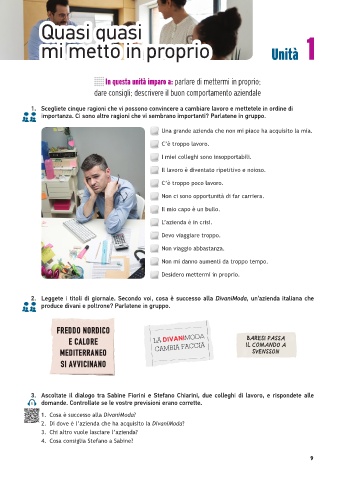 Quasi quasi
mi metto in proprio
Unità 1
In questa unità imparo a: parlare di mettermi in proprio;
dare consigli; descrivere il buon comportamento aziendale
1. Scegliete cinque ragioni che vi possono convincere a cambiare lavoro e mettetele in ordine di
importanza. Ci sono altre ragioni che vi sembrano importanti? Parlatene in gruppo.
Una grande azienda che non mi piace ha acquisito la mia.
C'è troppo lavoro.
I miei colleghi sono insopportabili.
Il lavoro è diventato ripetitivo e noioso.
C'è troppo poco lavoro.
Non ci sono opportunità di far carriera.
Il mio capo è un bullo.
L'azienda è in crisi.
Devo viaggiare troppo.
Non viaggio abbastanza.
Non mi danno aumenti da troppo tempo.
Desidero mettermi in proprio.
2. Leggete i titoli di giornale. Secondo voi, cosa è successo alla DivaniModa, un'azienda italiana che
produce divani e poltrone? Parlatene in gruppo.
FREDDO NORDICO
E CALORE
MEDITERRANEO
SI AVVICINANO
LA DIVANIMODA
CAMBIA FACCIA
BARESI PASSA
IL COMANDO A
SVENSSON
3. Ascoltate il dialogo tra Sabine Fiorini e Stefano Chiarini, due colleghi di lavoro, e rispondete alle
domande. Controllate se le vostre previsioni erano corrette.
1. Cosa è successo alla DivaniModa?
2. Di dove è l'azienda che ha acquisito la DivaniModa?
3. Chi altro vuole lasciare l'azienda?
4. Cosa consiglia Stefano a Sabine?
9